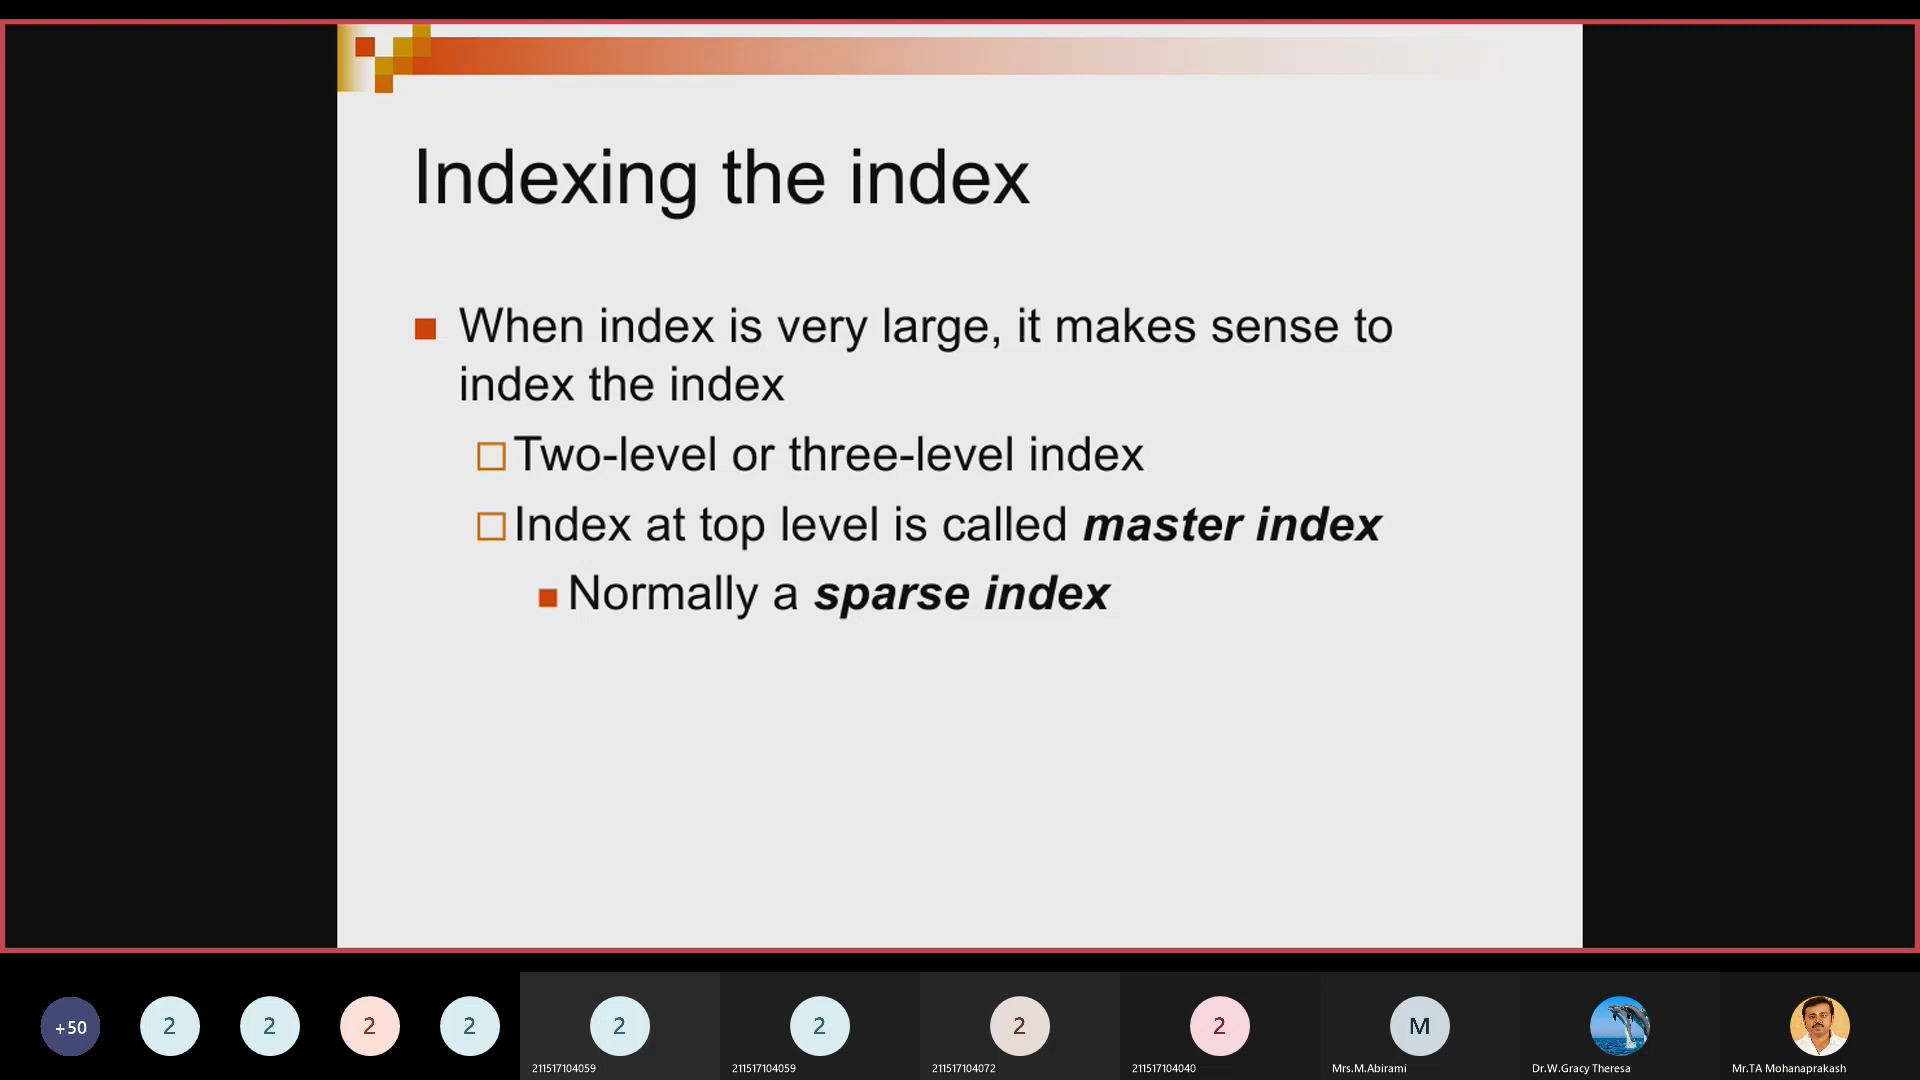 Indexing the index
When index is very large, it makes sense to
index the index
Two-level or three-level index
Index at top level is called master index
Normally a sparse index
+50
2
2
2
2
2
2
2
2
M
211517104059
211517104059
211517104072
211517104040
Mrs.M.Abirami
Dr.W.Gracy Theresa
Mr.TA Mohanaprakash